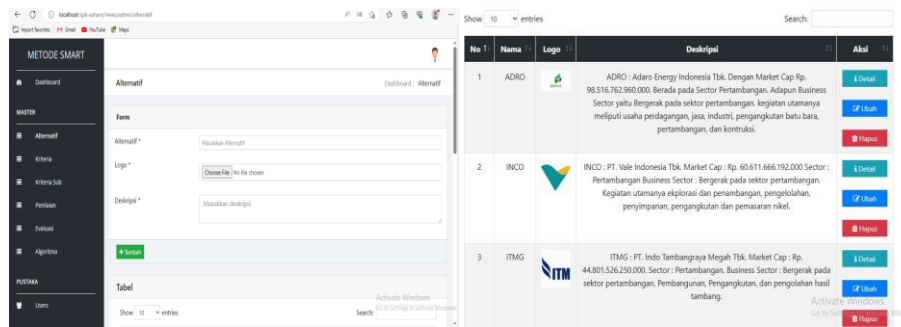 localhost/spk-saham/views/admin/alternatif
Import favorites Gmail YouTube Maps
METODE SMART
Dashboard
MASTER
Alternatif
Kriteria
Kriteria Sub
Penilaian
Evaluasi
Algoritma
PUSTAKA
Users
Alternatif
Dashboard / Alternatif
Form
Alternatif *
Masukkan Alternatif
Logo *
Choose File No file chosen
Deskripsi *
Masukkan deskripsi
+ Tambah
Tabel
Show 10 entries
Search:
Activate Windows
Go to Settings to activate Windows.
Show 10 entries
Search:
No Nama Logo Deskripsi Aksi
1 ADRO
ADRO : Adaro Energy Indonesia Tbk. Dengan Market Cap Rp.
98.516.762.960.000. Berada pada Sektor Pertambangan. Adapun Business
Sector yaitu Bergerak pada sektor pertambangan. kegiatan utamanya
meliputi usaha perdagangan, jasa, industri, pengangkutan batu bara,
pertambangan, dan kontruksi.
Detail
Ubah
Hapus
2 INCO
INCO : PT. Vale Indonesia Tbk. Market Cap : Rp. 60.611.666.192.000 Sector :
Pertambangan Business Sector : Bergerak pada sektor pertambangan.
Kegiatan utamanya ekplorasi dan penambangan, pengelolahan,
penyimpanan, pengangkutan dan pemasaran nikel.
Detail
Ubah
Hapus
3 ITMG
ITM
ITMG : PT. Indo Tambangraya Megah Tbk. Market Cap : Rp.
44.801.526.250.000. Sector : Pertambangan. Business Sector : Bergerak pada
sektor pertambangan, Pembangunan, Pengangkutan, dan pengolahan hasil
tambang.
Detail
Ubah
Hapus
Activate Windows